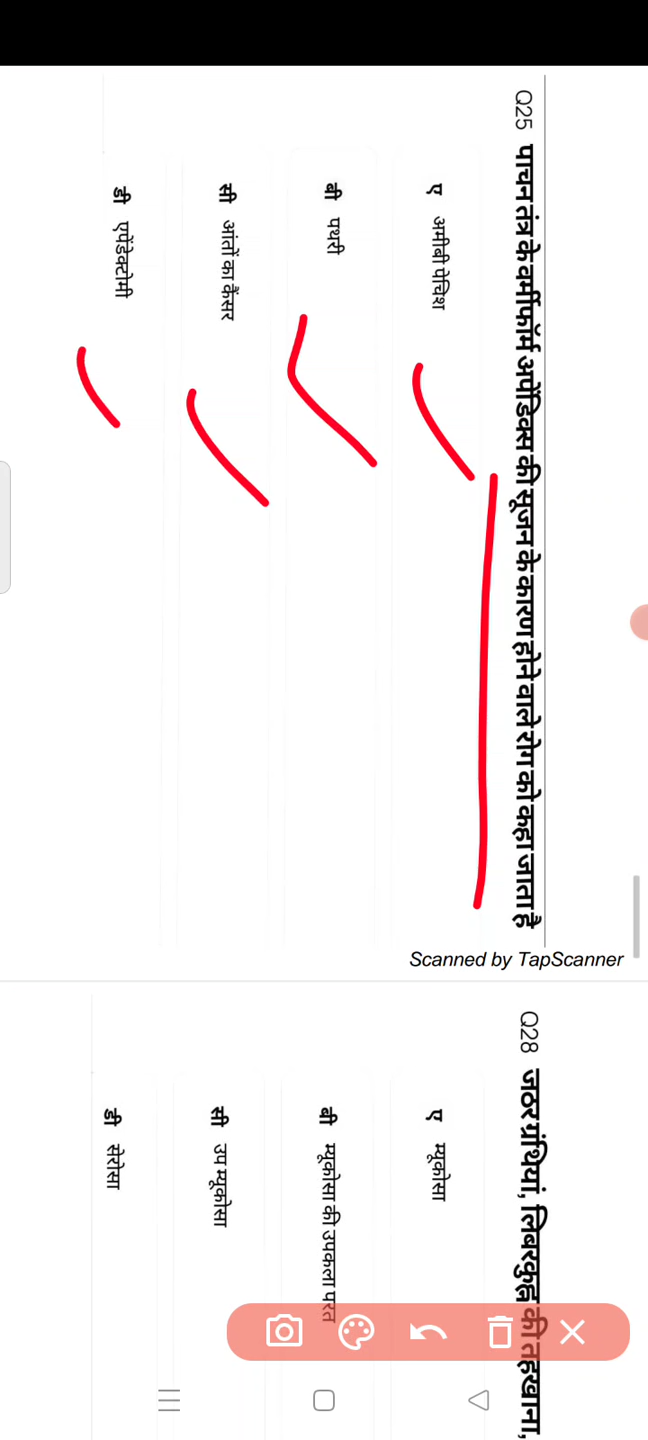 Q25 पाचन तंत्र के वर्मीफॉर्म अपेंडिक्स की सूजन के कारण होने वाले रोग को कहा जाता है
ए अमीबी पेचिश
बी पथरी
सी आंतों का कैंसर
डी एपेंडेक्टोमी
Scanned by TapScanner
Q28 जठर ग्रंथियां, लिबरकुह्न की तहखाना,
ए म्यूकोसा
बी म्यूकोसा की उपकला परत
सी उप म्यूकोसा
डी सेरोसा